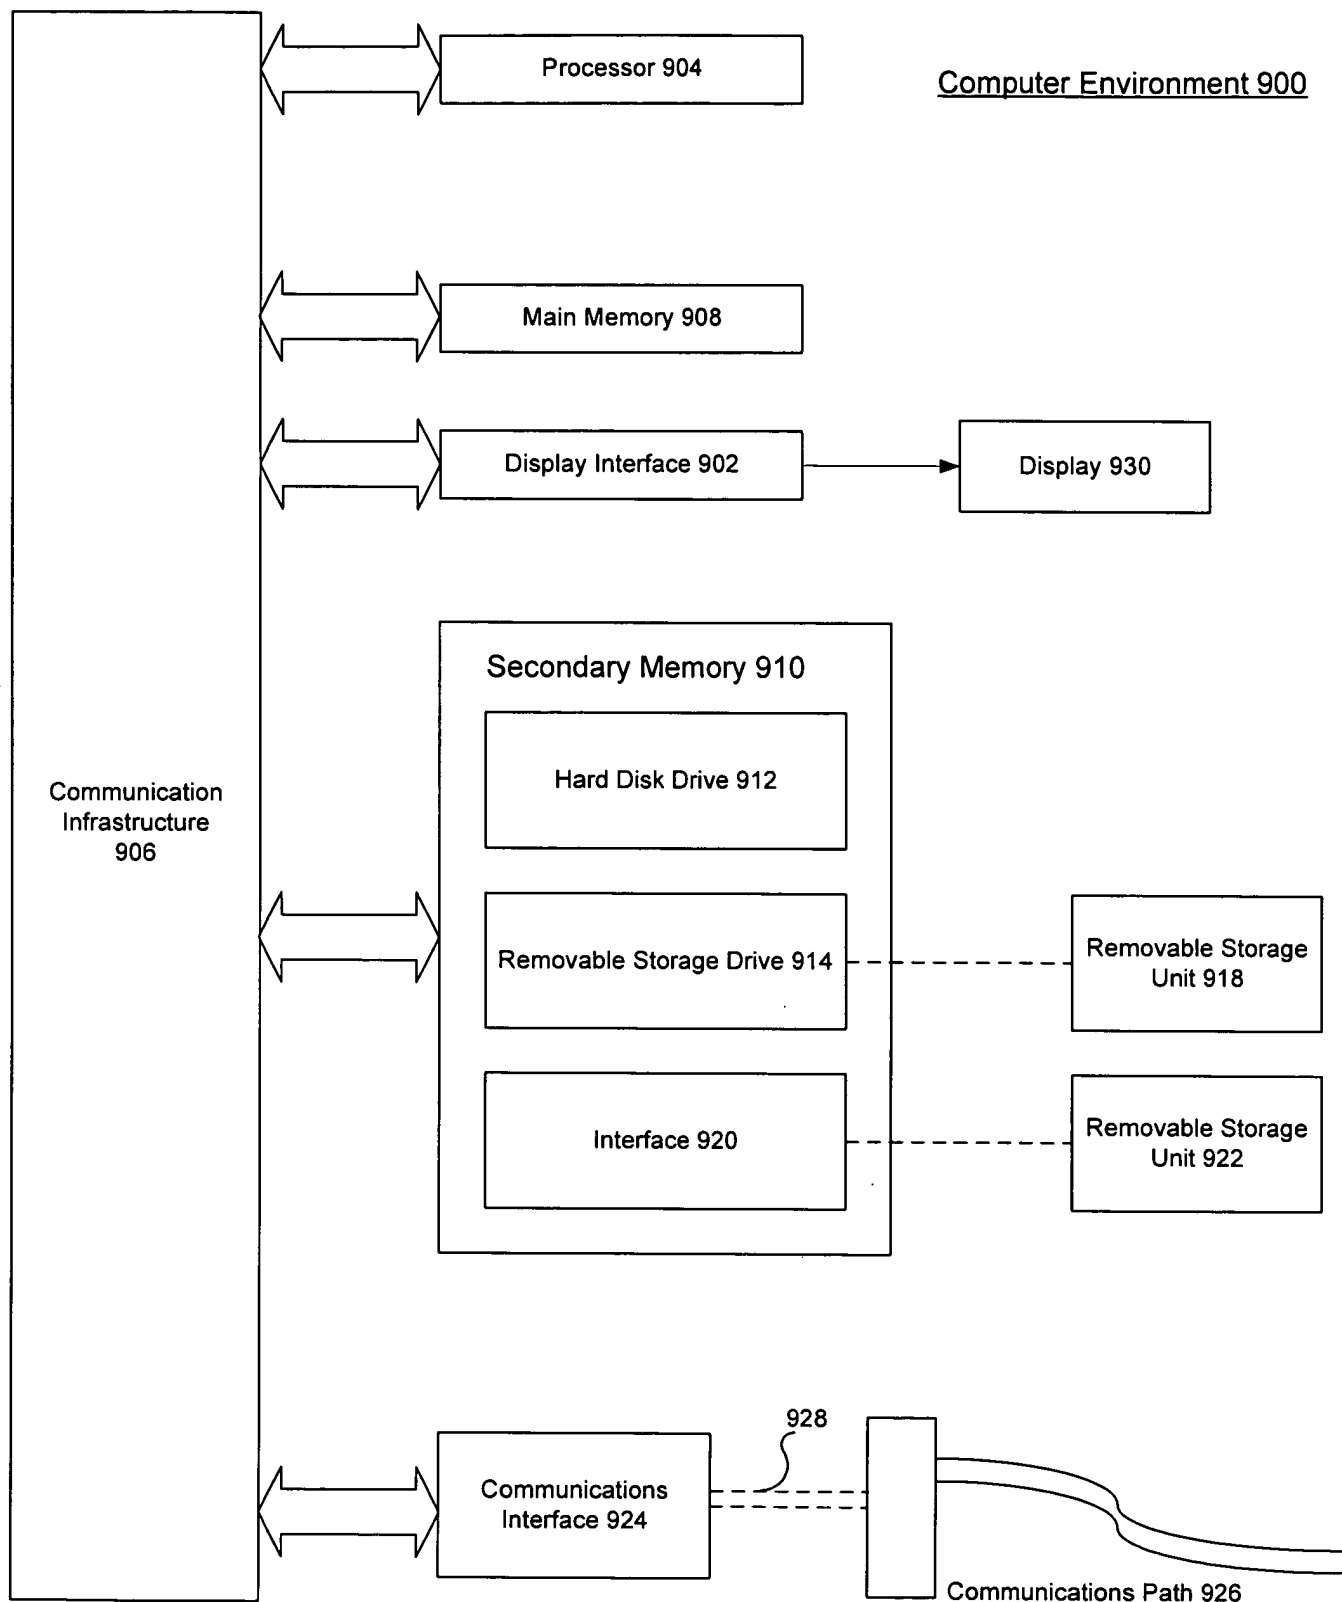 Processor 904
Computer Environment 900
Main Memory 908
Display Interface 902
Display 930
Secondary Memory 910
Hard Disk Drive 912
Communication
Infrastructure
906
Removable Storage Drive 914
Removable Storage
Unit 918
Interface 920
Removable Storage
Unit 922
928
Communications
Interface 924
Communications Path 926